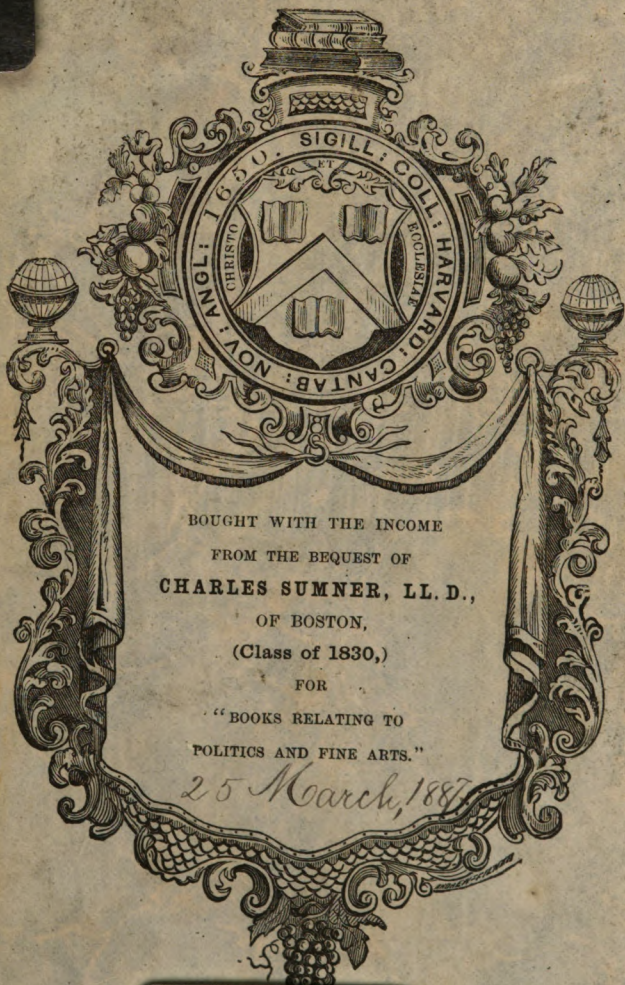 SIGILL: COLL: HARVARD: CANTAB: NOV: ANGL: 1650.
ET
CHRISTO
ECCLESIAE
BOUGHT WITH THE INCOME
FROM THE BEQUEST OF
CHARLES SUMNER, LL. D.,
OF BOSTON,
(Class of 1830,)
FOR
"BOOKS RELATING TO
POLITICS AND FINE ARTS."
25 March, 1887